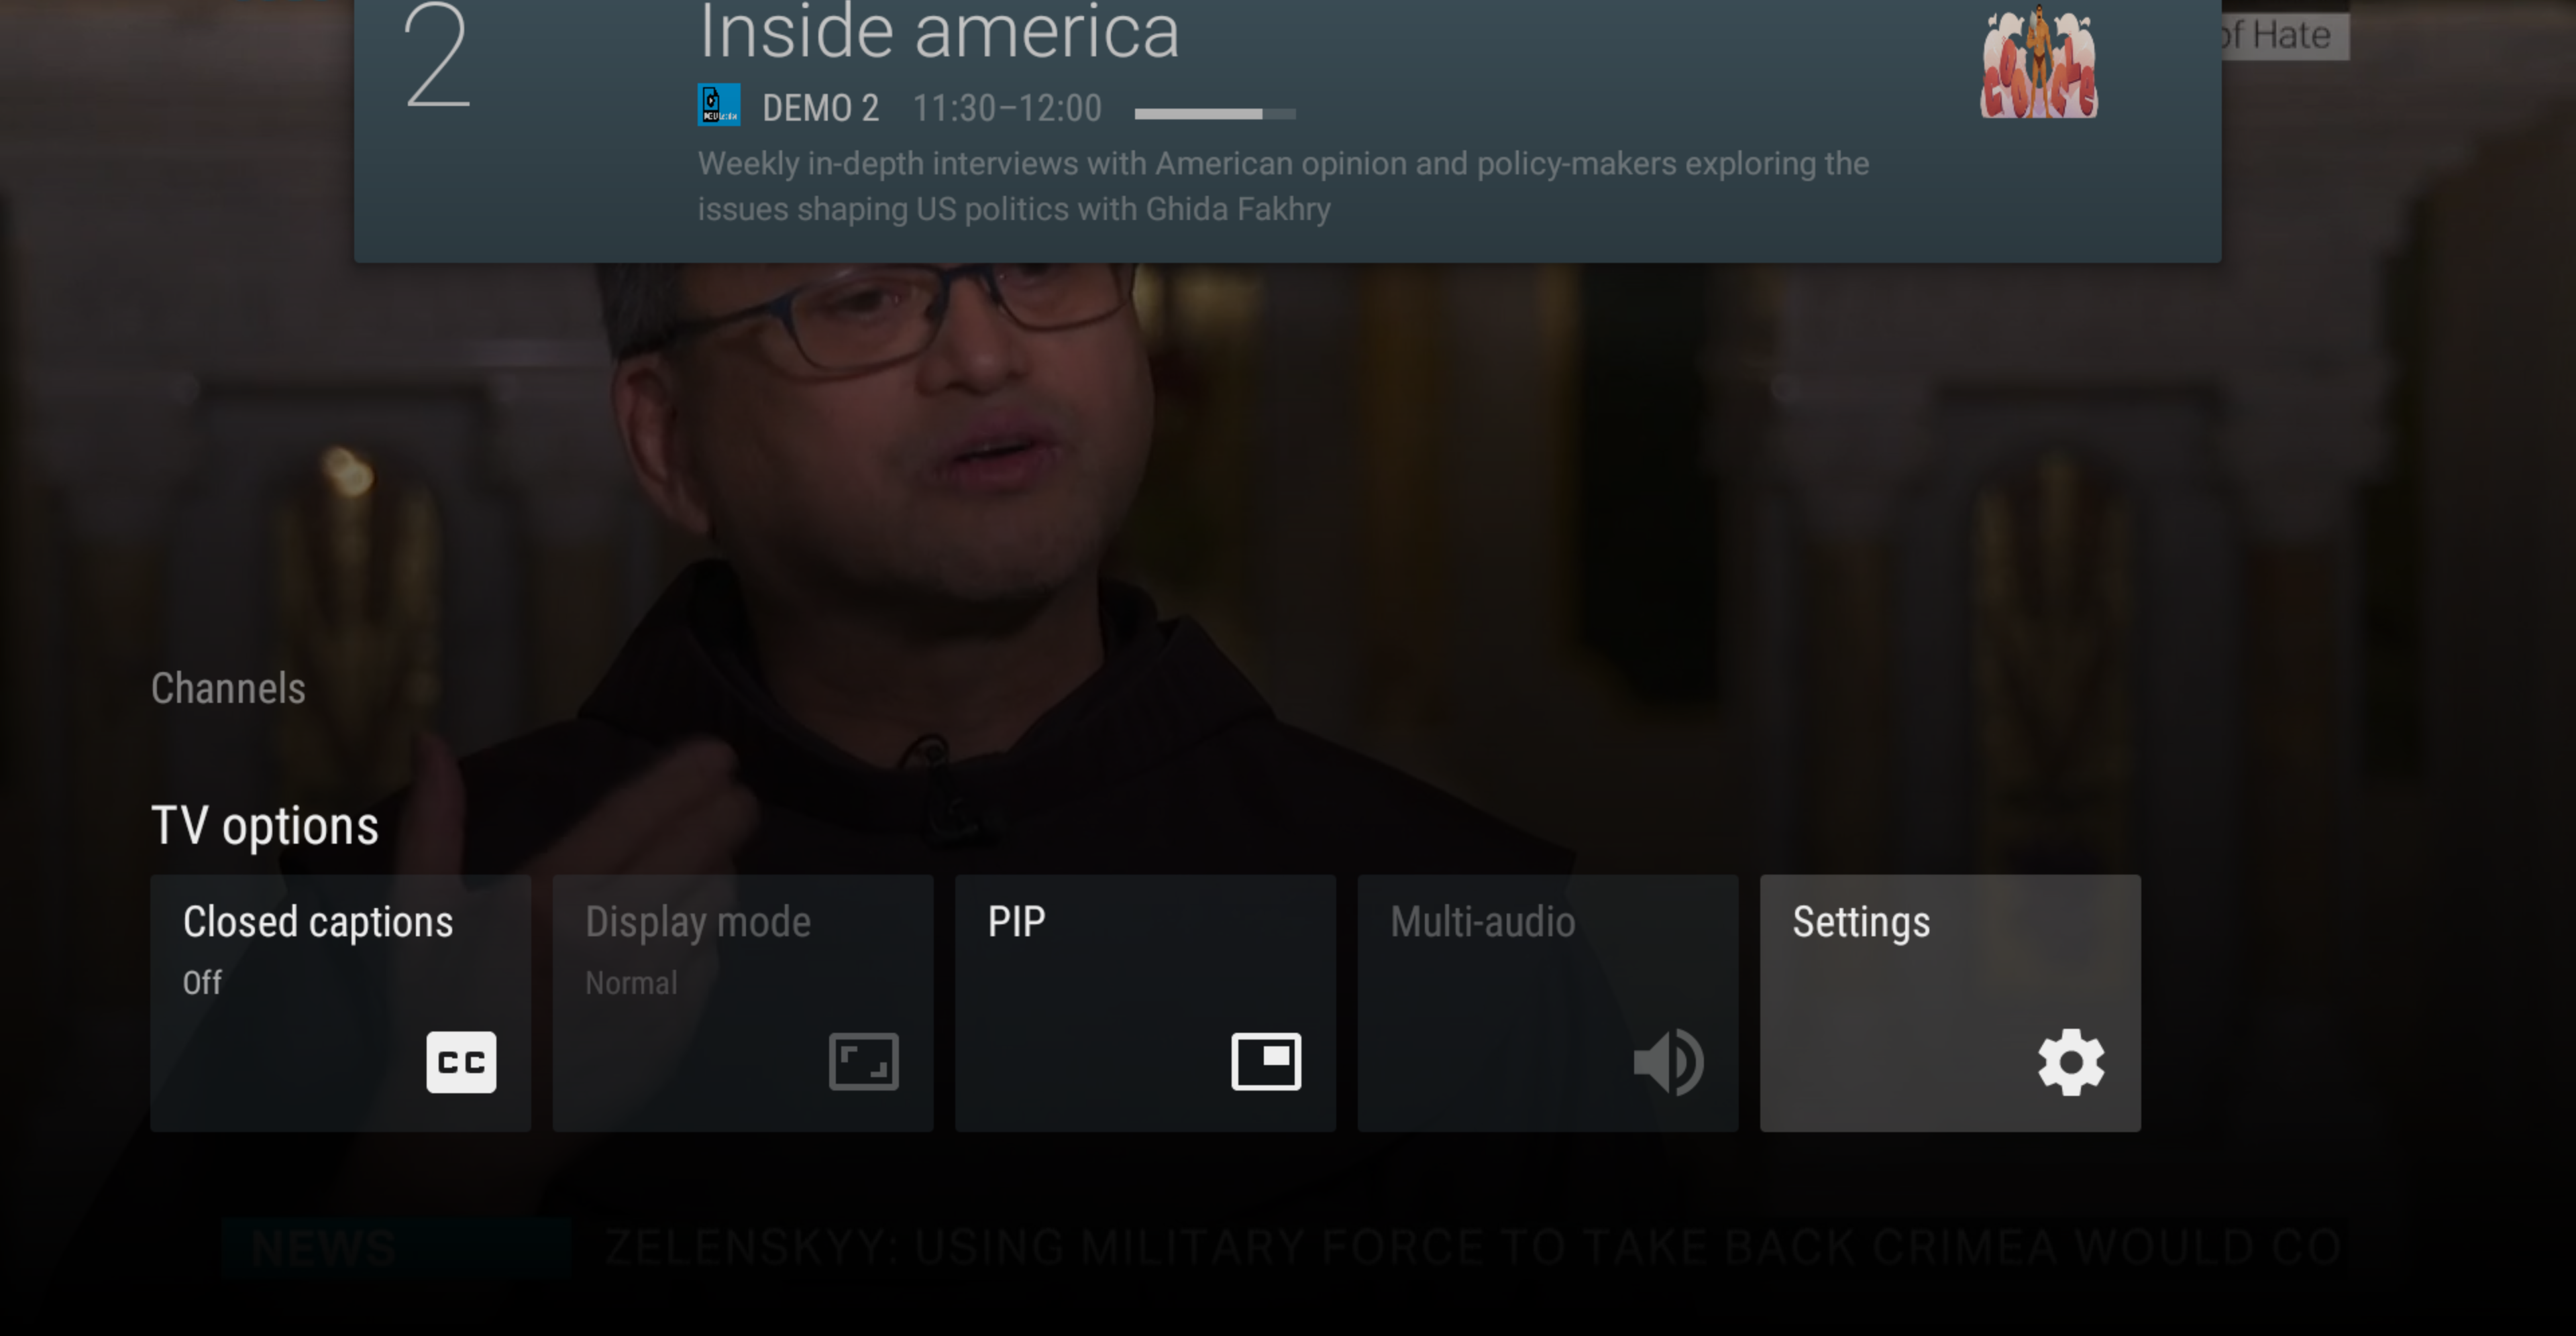 2
Inside america
of Hate
DEMO 2 11:30–12:00
Weekly in-depth interviews with American opinion and policy-makers exploring the
issues shaping US politics with Ghida Fakhry
Channels
TV options
Closed captions
Off
CC
Display mode
Normal
PIP
Multi-audio
Settings
NEWS
ZELENSKYY: USING MILITARY FORCE TO TAKE BACK CRIMEA WOULD CO